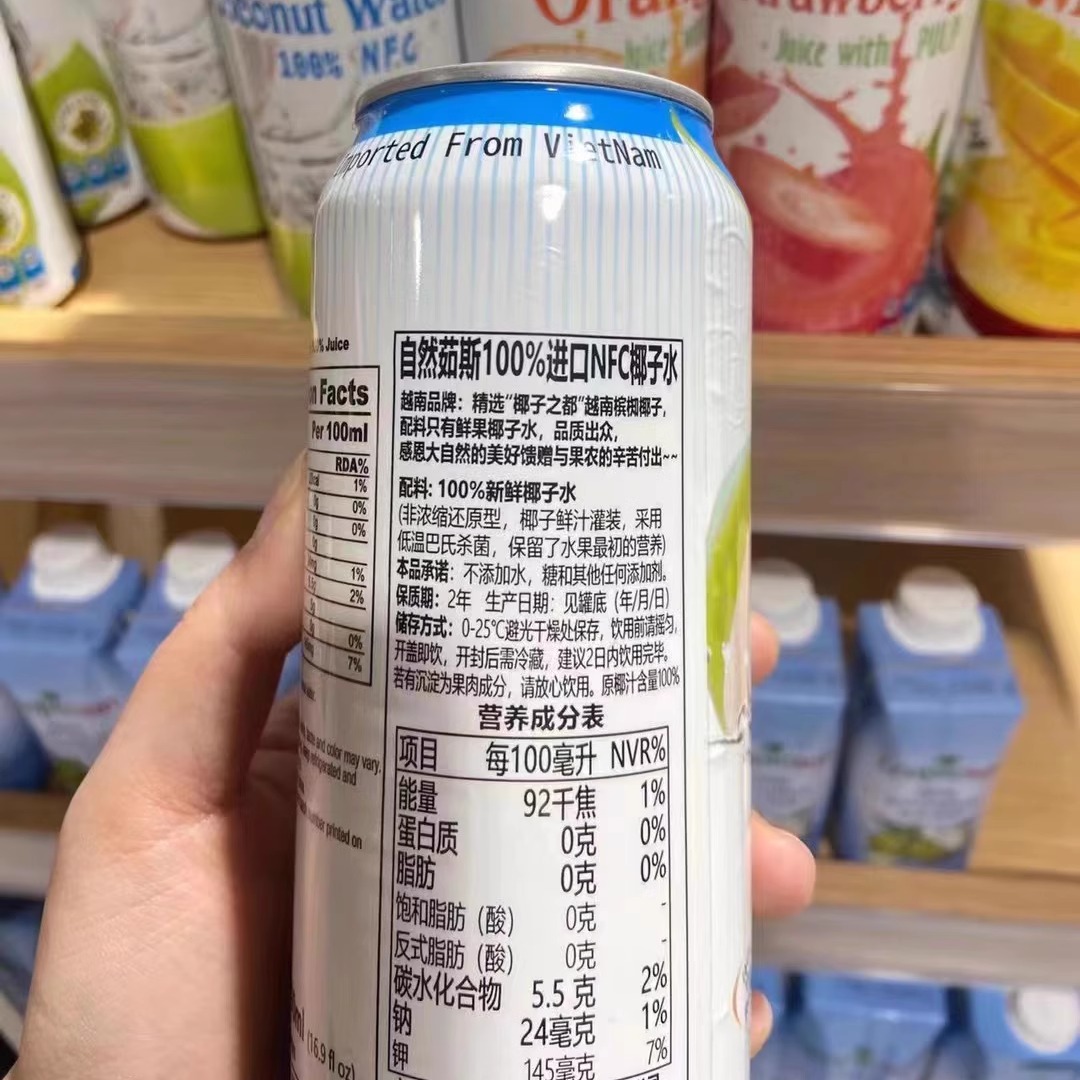 Coconut Water
100% NFC
Juice with PULP
Imported From VietNam
Juice
Facts
Per 100ml
RDA%
1%
0%
0%
1%
2%
0%
7%
and color may vary.
refrigerated and
number printed on
(16.9 fl oz)
自然茹斯100%进口NFC椰子水
越南品牌：精选“椰子之都”越南槟椥椰子，
配料只有鲜果椰子水，品质出众，
感恩大自然的美好馈赠与果农的辛苦付出~~
配料: 100%新鲜椰子水
(非浓缩还原型，椰子鲜汁灌装，采用
低温巴氏杀菌，保留了水果最初的营养)
本品承诺：不添加水，糖和其他任何添加剂。
保质期：2年 生产日期：见罐底 (年/月/日)
储存方式：0-25℃避光干燥处保存，饮用前请摇匀，
开盖即饮，开封后需冷藏，建议2日内饮用完毕。
若有沉淀为果肉成分，请放心饮用。原椰汁含量100%
营养成分表
项目 每100毫升 NVR%
能量 92千焦 1%
蛋白质 0克 0%
脂肪 0克 0%
饱和脂肪（酸） 0克 -
反式脂肪（酸） 0克 -
碳水化合物 5.5 克 2%
钠 24毫克 1%
钾 145毫克 7%